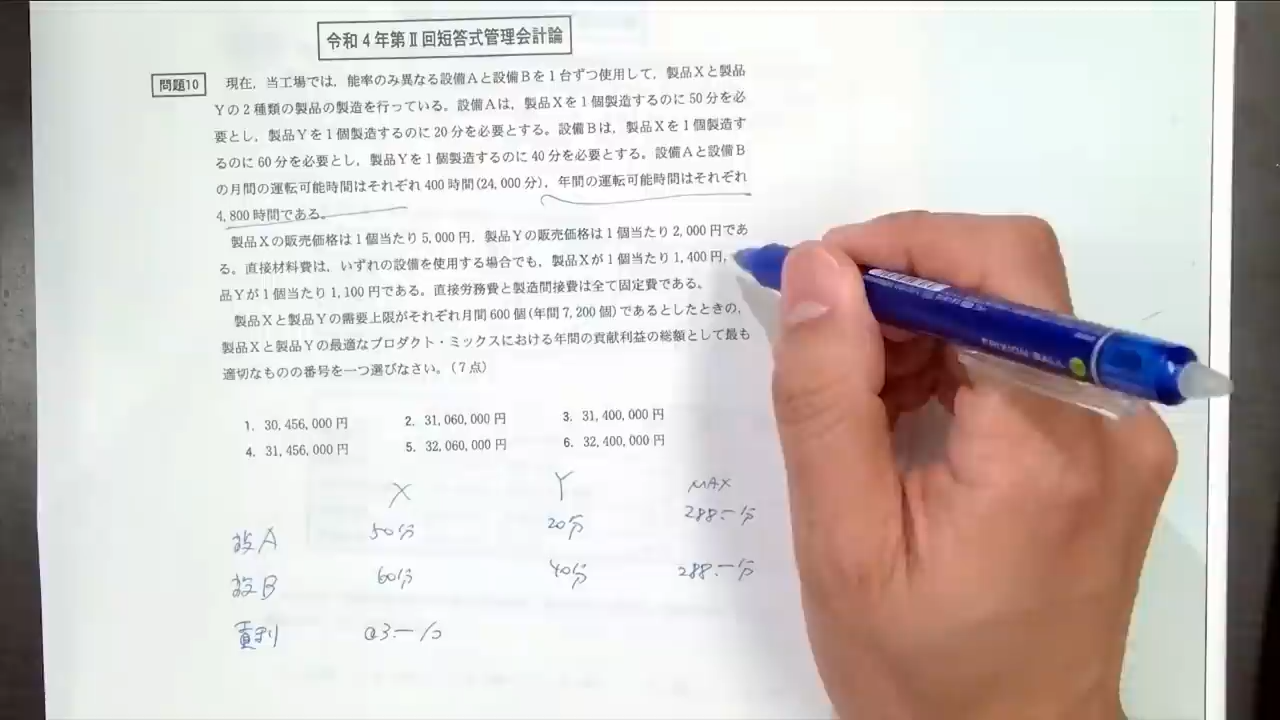 令和4年第Ⅱ回短答式管理会計論
問題10 現在，当工場では，能率のみ異なる設備Aと設備Bを1台ずつ使用して，製品Xと製品
Yの2種類の製品の製造を行っている。設備Aは，製品Xを1個製造するのに50分を必
要とし，製品Yを1個製造するのに20分を必要とする。設備Bは，製品Xを1個製造す
るのに60分を必要とし，製品Yを1個製造するのに40分を必要とする。設備Aと設備B
の月間の運転可能時間はそれぞれ400時間(24,000分)，年間の運転可能時間はそれぞれ
4,800時間である。
製品Xの販売価格は1個当たり5,000円，製品Yの販売価格は1個当たり2,000円であ
る。直接材料費は，いずれの設備を使用する場合でも，製品Xが1個当たり1,400円，
品Yが1個当たり1,100円である。直接労務費と製造間接費は全て固定費である。
製品Xと製品Yの需要上限がそれぞれ月間600個(年間7,200個)であるとしたときの，
製品Xと製品Yの最適なプロダクト・ミックスにおける年間の貢献利益の総額として最も
適切なものの番号を一つ選びなさい。(7点)
1. 30,456,000円 2. 31,060,000円 3. 31,400,000円
4. 31,456,000円 5. 32,060,000円 6. 32,400,000円
X Y MAX
設A 50分 20分 288.一分
設B 60分 40分 288.一分
貢利
FRIXION BALL